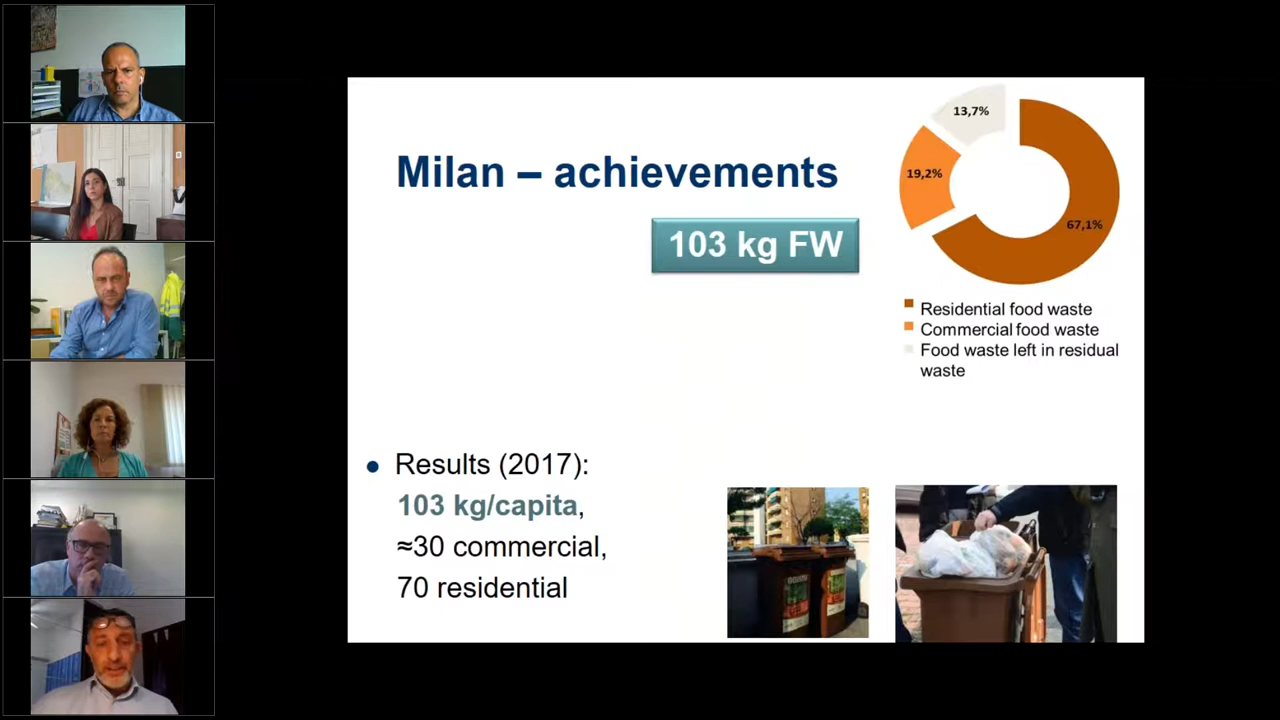 Milan – achievements
103 kg FW
13,7%
19,2%
67,1%
Residential food waste
Commercial food waste
Food waste left in residual
waste
Results (2017):
103 kg/capita,
≈30 commercial,
70 residential